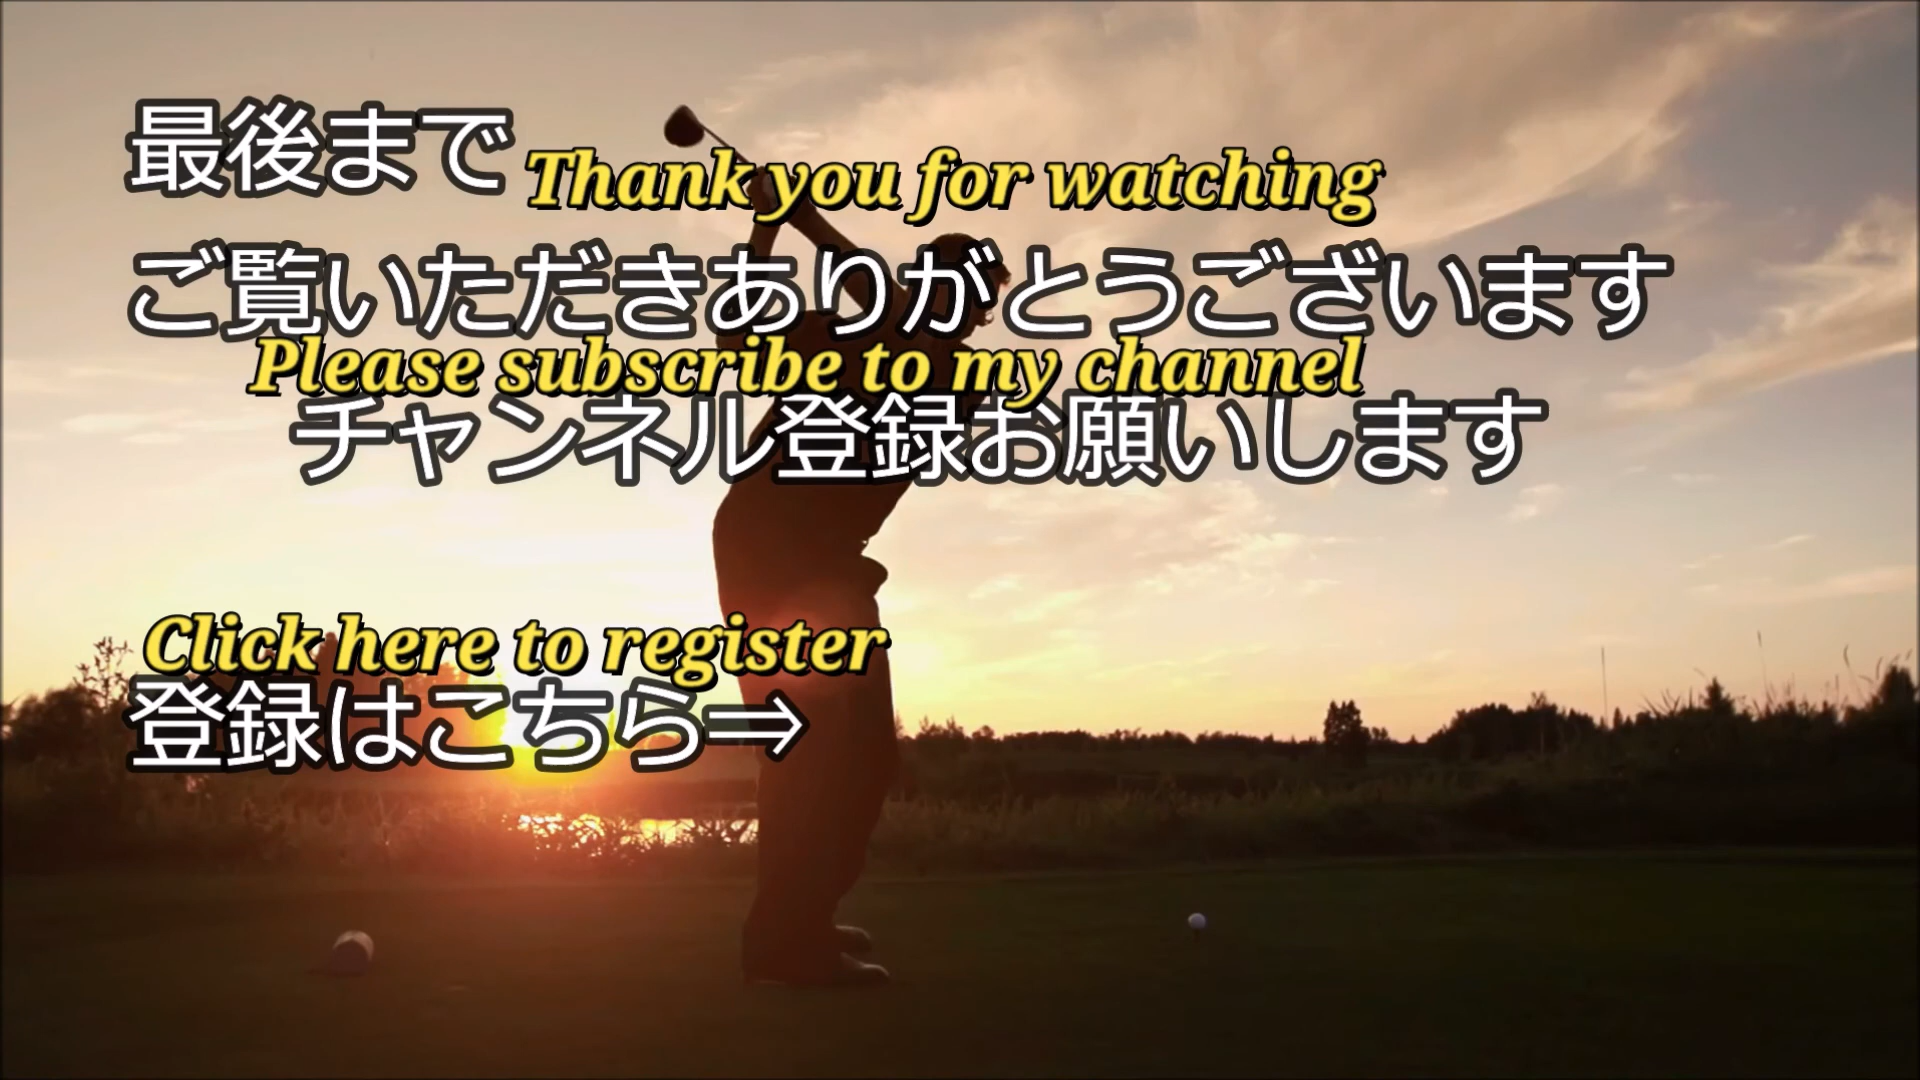 最後まで
Thank you for watching
ご覧いただきありがとうございます
Please subscribe to my channel
チャンネル登録お願いします
Click here to register
登録はこちら⇒